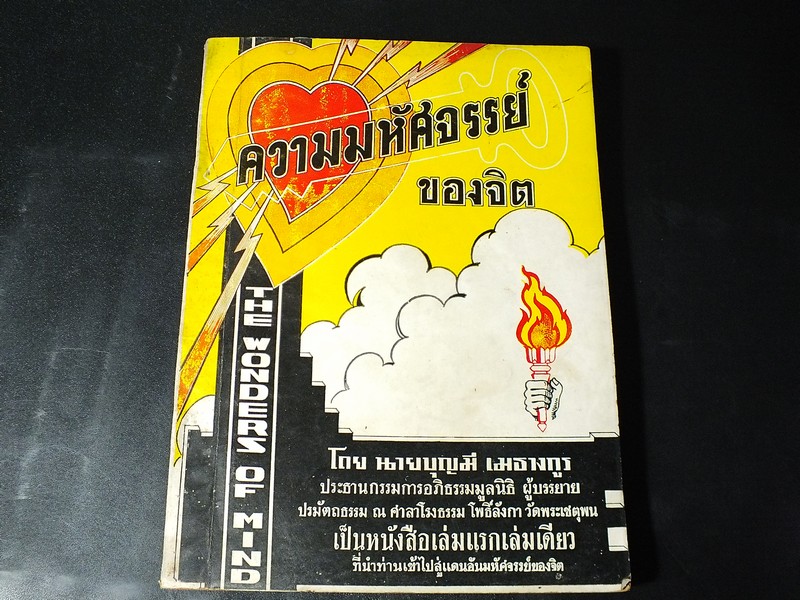 ความมหัศจรรย์
ของจิต
THE WONDERS OF MIND
โดย นายบุญมี เมธางกูร
ประธานกรรมการอภิธรรมมูลนิธิ ผู้บรรยาย
ปรมัตถธรรม ณ ศาลาโฆธรรม โพธิ์ลังกา วัดพระเชตุพน
เป็นหนังสือเล่มแรกเล่มเดียว
ที่นำท่านเข้าไปสู่แดนอันมหัศจรรย์ของจิต